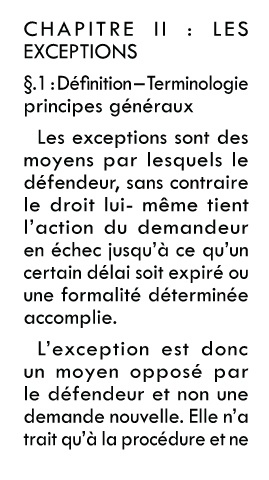 CHAPITRE II : LES
EXCEPTIONS
§.1 : Définition – Terminologie
principes généraux
Les exceptions sont des
moyens par lesquels le
défendeur, sans contraire
le droit lui- même tient
l'action du demandeur
en échec jusqu'à ce qu'un
certain délai soit expiré ou
une formalité déterminée
accomplie.
L'exception est donc
un moyen opposé par
le défendeur et non une
demande nouvelle. Elle n'a
trait qu'à la procédure et ne